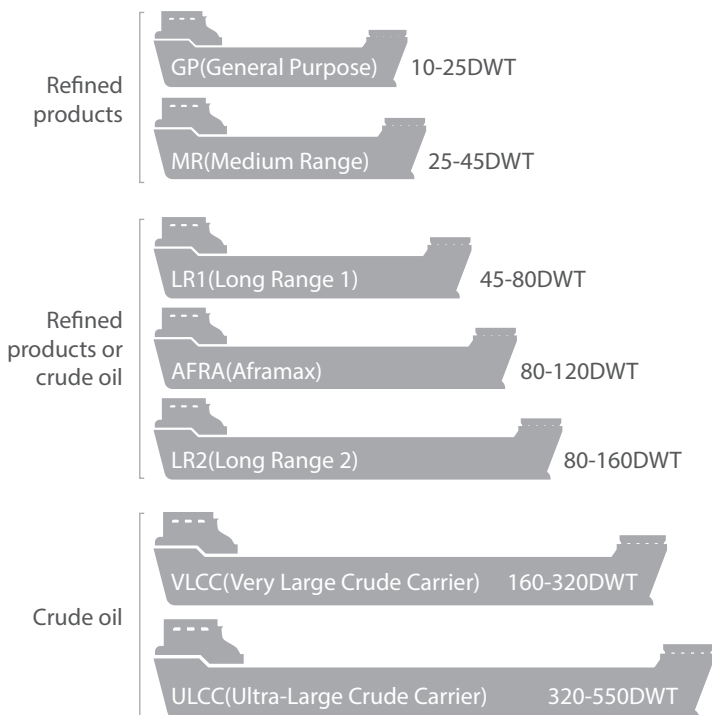 Refined
products
GP(General Purpose) 10-25DWT
MR(Medium Range) 25-45DWT
Refined
products or
crude oil
LR1(Long Range 1) 45-80DWT
AFRA(Aframax) 80-120DWT
LR2(Long Range 2) 80-160DWT
Crude oil
VLCC(Very Large Crude Carrier) 160-320DWT
ULCC(Ultra-Large Crude Carrier) 320-550DWT